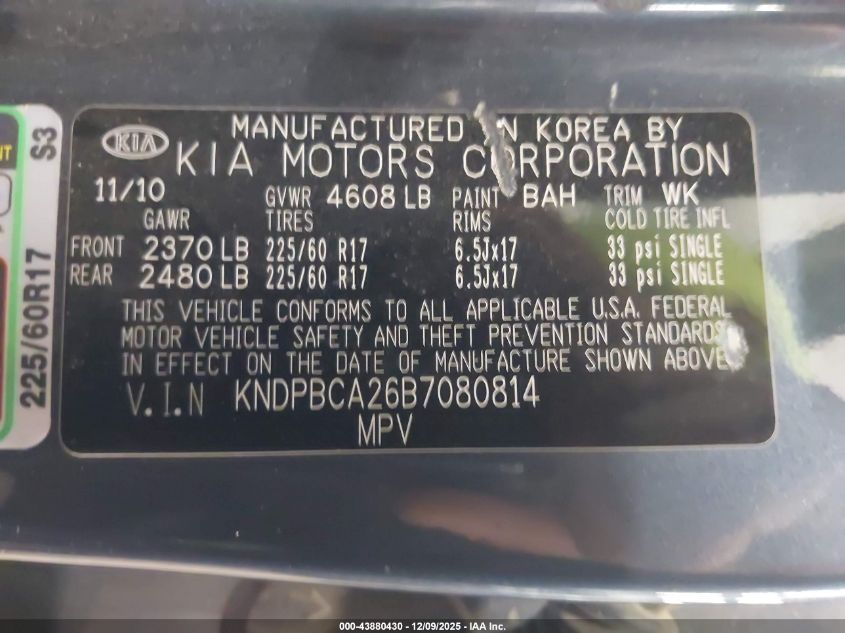 KIA
MANUFACTURED IN KOREA BY
KIA MOTORS CORPORATION
11/10 GVWR 4608 LB PAINT BAH TRIM WK
GAWR TIRES RIMS COLD TIRE INFL
FRONT 2370 LB 225/60 R17 6.5Jx17 33 psi SINGLE
REAR 2480 LB 225/60 R17 6.5Jx17 33 psi SINGLE
THIS VEHICLE CONFORMS TO ALL APPLICABLE U.S.A. FEDERAL
MOTOR VEHICLE SAFETY AND THEFT PREVENTION STANDARDS
IN EFFECT ON THE DATE OF MANUFACTURE SHOWN ABOVE.
V.I.N KNDPBCA26B7080814
MPV
225/60R17 S3
000-43880430 - 12/09/2025 - IAA Inc.